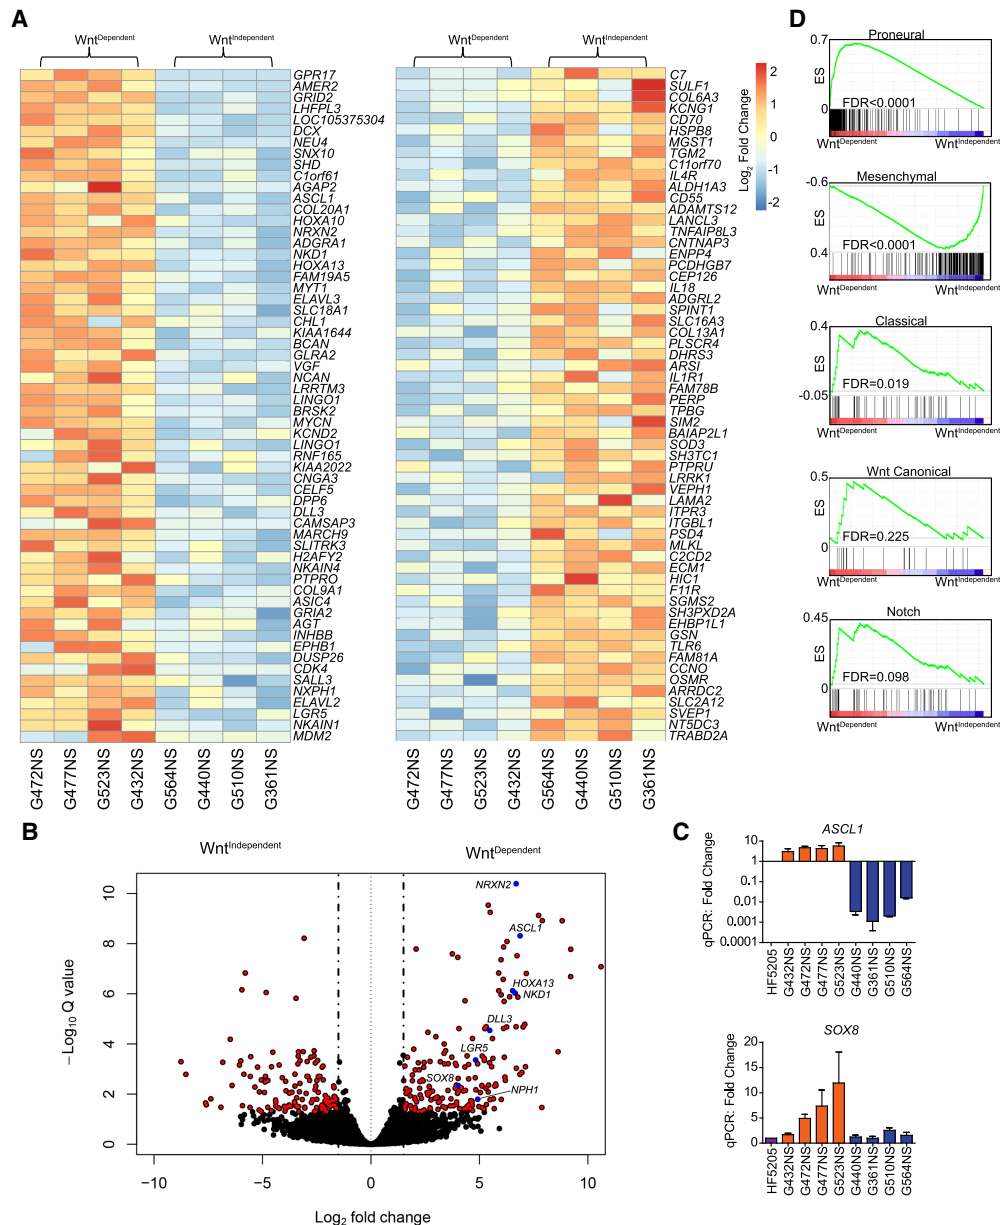 A
Wnt^Dependent
Wnt^Independent
GPR17
AMER2
GRID2
LHFPL3
LOC105375304
DCX
NEU4
SNX10
SHD
C1orf61
AGAP2
ASCL1
COL20A1
HOXA10
NRXN2
ADGRA1
NKD1
HOXA13
FAM19A5
MYT1
ELAVL3
SLC18A1
CHL1
KIAA1644
BCAN
GLRA2
VGF
NCAN
LRRTM3
LINGO1
BRSK2
MYCN
KCND2
LINGO1
RNF165
KIAA2022
CNGA3
CELF5
DPP6
DLL3
CAMSAP3
MARCH9
SLITRK3
H2AFY2
NKAIN4
PTPRO
COL9A1
ASIC4
GRIA2
AGT
INHBB
EPHB1
DUSP26
CDK4
SALL3
NXPH1
ELAVL2
LGR5
NKAIN1
MDM2
G472NS
G477NS
G523NS
G432NS
G564NS
G440NS
G510NS
G361NS
Wnt^Dependent
Wnt^Independent
C7
SULF1
COL6A3
KCNG1
CD70
HSPB8
MGST1
TGM2
C11orf70
IL4R
ALDH1A3
CD55
ADAMTS12
LANCL3
TNFAIP8L3
CNTNAP3
ENPP4
PCDHGB7
CEP126
IL18
ADGRL2
SPINT1
SLC16A3
COL13A1
PLSCR4
DHRS3
ARSI
IL1R1
FAM78B
PERP
TPBG
SIM2
BAIAP2L1
SOD3
SH3TC1
PTPRU
LRRK1
VEPH1
LAMA2
ITPR3
ITGBL1
PSD4
MLKL
C2CD2
ECM1
HIC1
F11R
SGMS2
SH3PXD2A
EHBP1L1
GSN
TLR6
FAM81A
CCNO
OSMR
ARRDC2
SLC2A12
SVEP1
NT5DC3
TRABD2A
G472NS
G477NS
G523NS
G432NS
G564NS
G440NS
G510NS
G361NS
2
1
0
-1
-2
Log2 Fold Change
D
Proneural
0.7
ES
0
FDR<0.0001
Wnt^Dependent
Wnt^Independent
Mesenchymal
-0.6
ES
0.4
FDR<0.0001
Wnt^Dependent
Wnt^Independent
Classical
0.4
ES
-0.05
FDR=0.019
Wnt^Dependent
Wnt^Independent
Wnt Canonical
0.5
ES
0
FDR=0.225
Wnt^Dependent
Wnt^Independent
Notch
0.45
ES
0
FDR=0.098
Wnt^Dependent
Wnt^Independent
B
Wnt^Independent
Wnt^Dependent
−Log10 Q value
10
8
6
4
2
0
NRXN2
ASCL1
HOXA13
NKD1
DLL3
LGR5
SOX8
NPH1
−10
−5
0
5
10
Log2 fold change
C
ASCL1
qPCR: Fold Change
10
1
0.1
0.01
0.001
0.0001
HF5205
G432NS
G472NS
G477NS
G523NS
G440NS
G361NS
G510NS
G564NS
SOX8
qPCR: Fold Change
20
15
10
5
0
HF5205
G432NS
G472NS
G477NS
G523NS
G440NS
G361NS
G510NS
G564NS